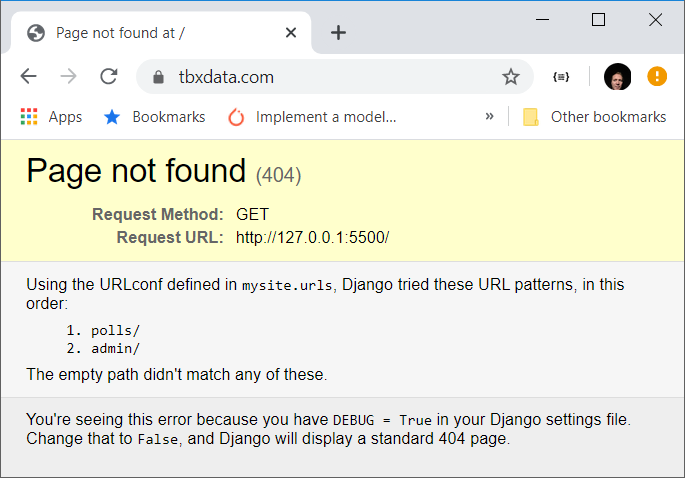 Page not found at /
tbxdata.com
Apps Bookmarks Implement a model... » Other bookmarks
Page not found (404)
Request Method: GET
Request URL: http://127.0.0.1:5500/
Using the URLconf defined in mysite.urls, Django tried these URL patterns, in this
order:
1. polls/
2. admin/
The empty path didn't match any of these.
You're seeing this error because you have DEBUG = True in your Django settings file.
Change that to False, and Django will display a standard 404 page.